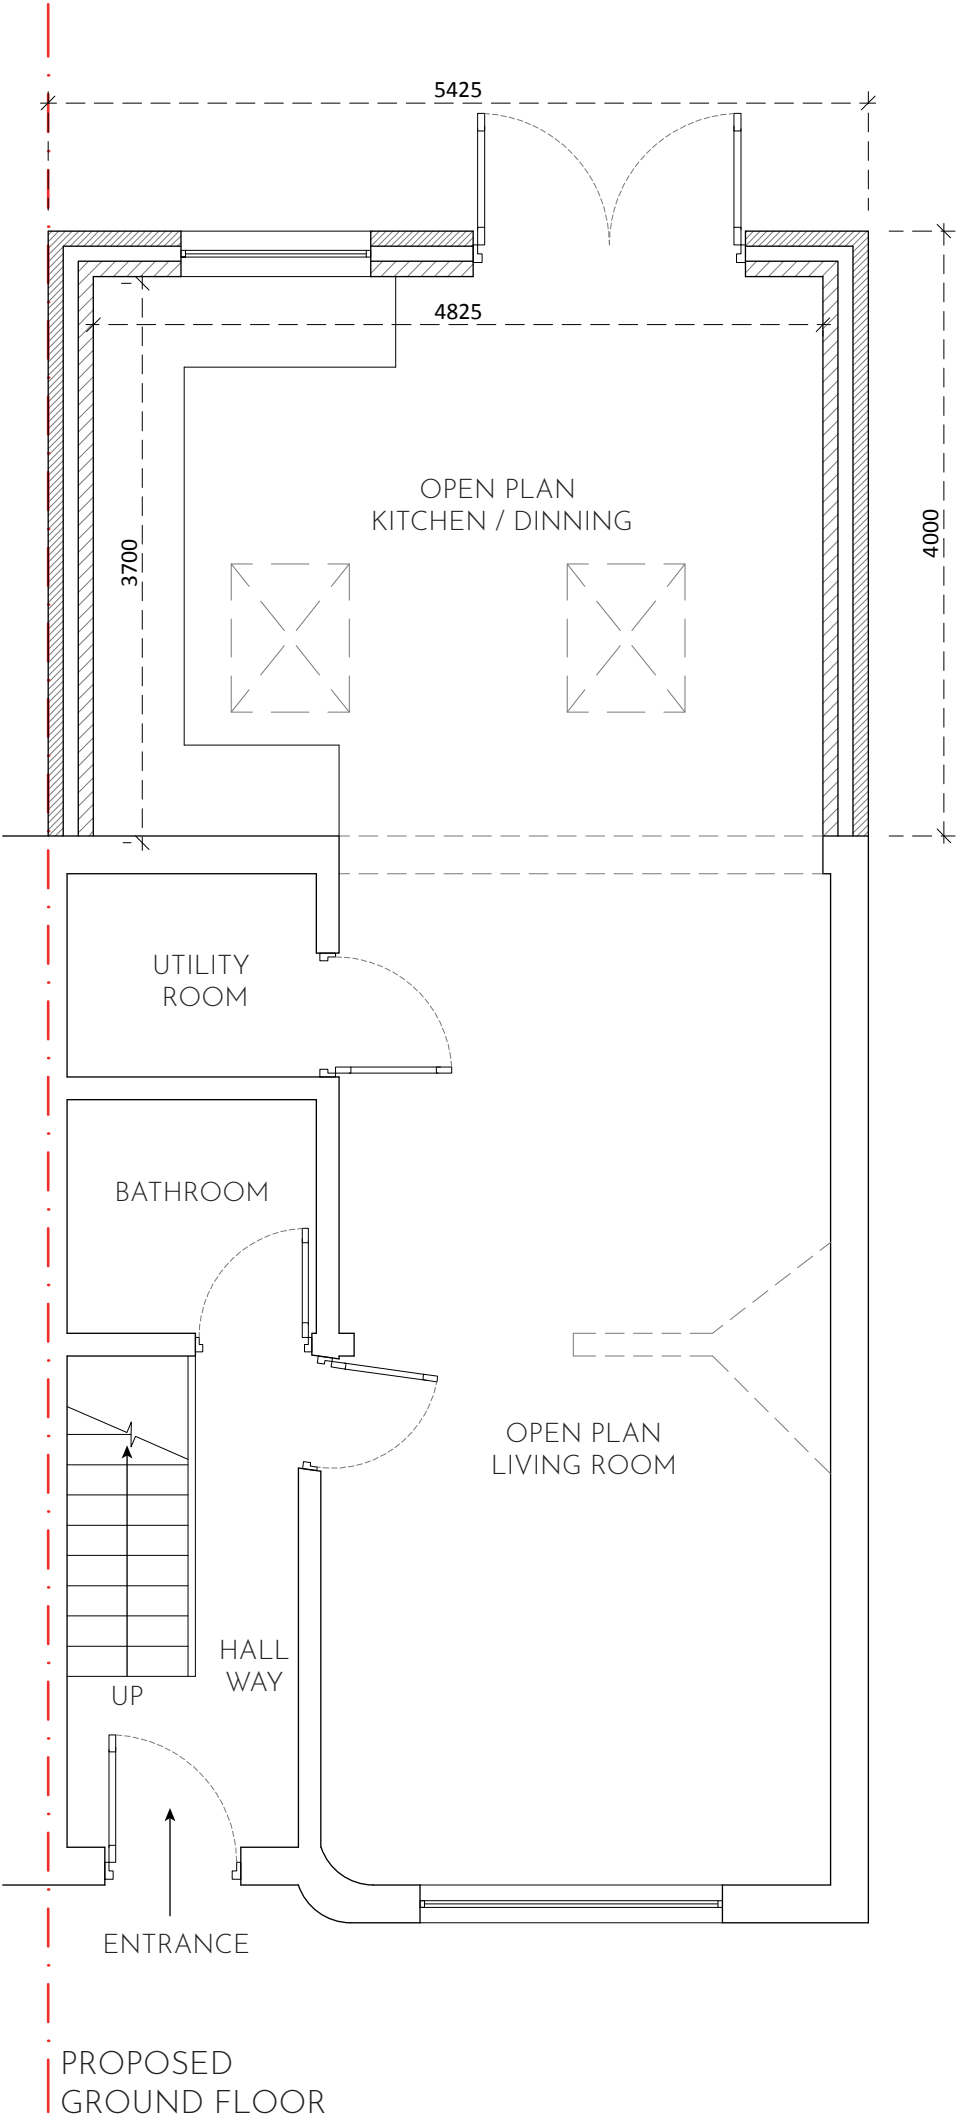 5425
4825
OPEN PLAN
KITCHEN / DINNING
3700
4000
UTILITY
ROOM
BATHROOM
OPEN PLAN
LIVING ROOM
HALL
WAY
UP
ENTRANCE
PROPOSED
GROUND FLOOR